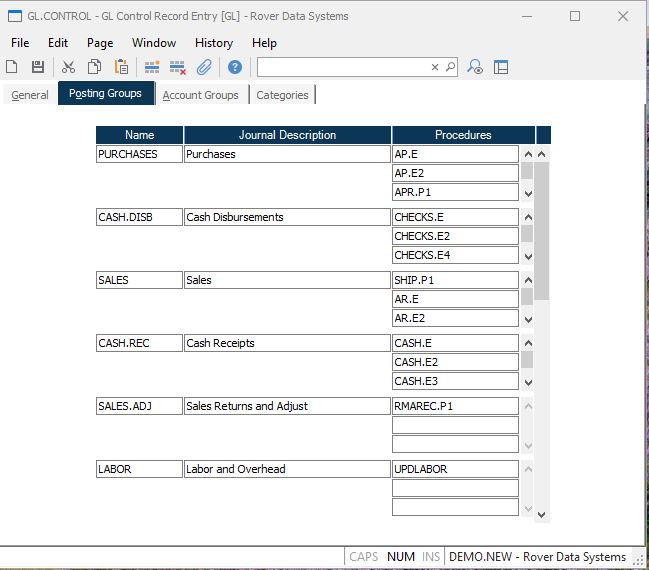 GL.CONTROL - GL Control Record Entry [GL] - Rover Data Systems
File Edit Page Window History Help
General Posting Groups Account Groups Categories
Name Journal Description Procedures
PURCHASES Purchases AP.E
AP.E2
APR.P1
CASH.DISB Cash Disbursements CHECKS.E
CHECKS.E2
CHECKS.E4
SALES Sales SHIP.P1
AR.E
AR.E2
CASH.REC Cash Receipts CASH.E
CASH.E2
CASH.E3
SALES.ADJ Sales Returns and Adjust RMAREC.P1
LABOR Labor and Overhead UPDLABOR
CAPS NUM INS DEMO.NEW - Rover Data Systems